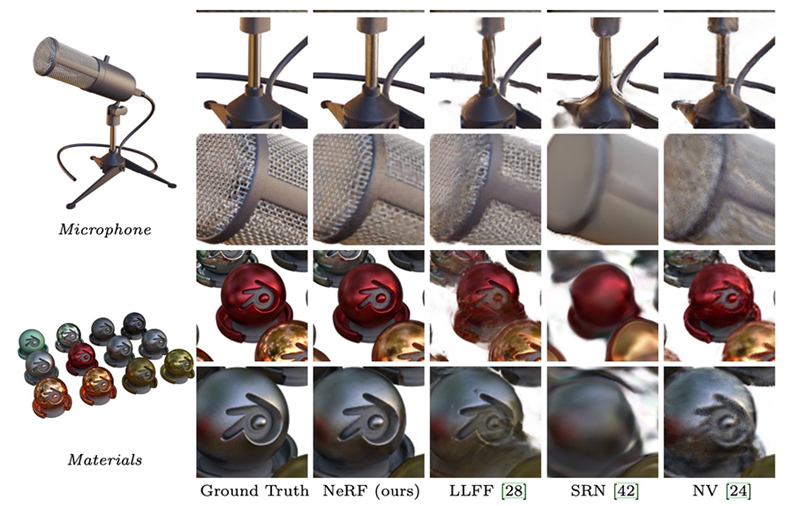 Microphone
Materials
Ground Truth
NeRF (ours)
LLFF [28]
SRN [42]
NV [24]